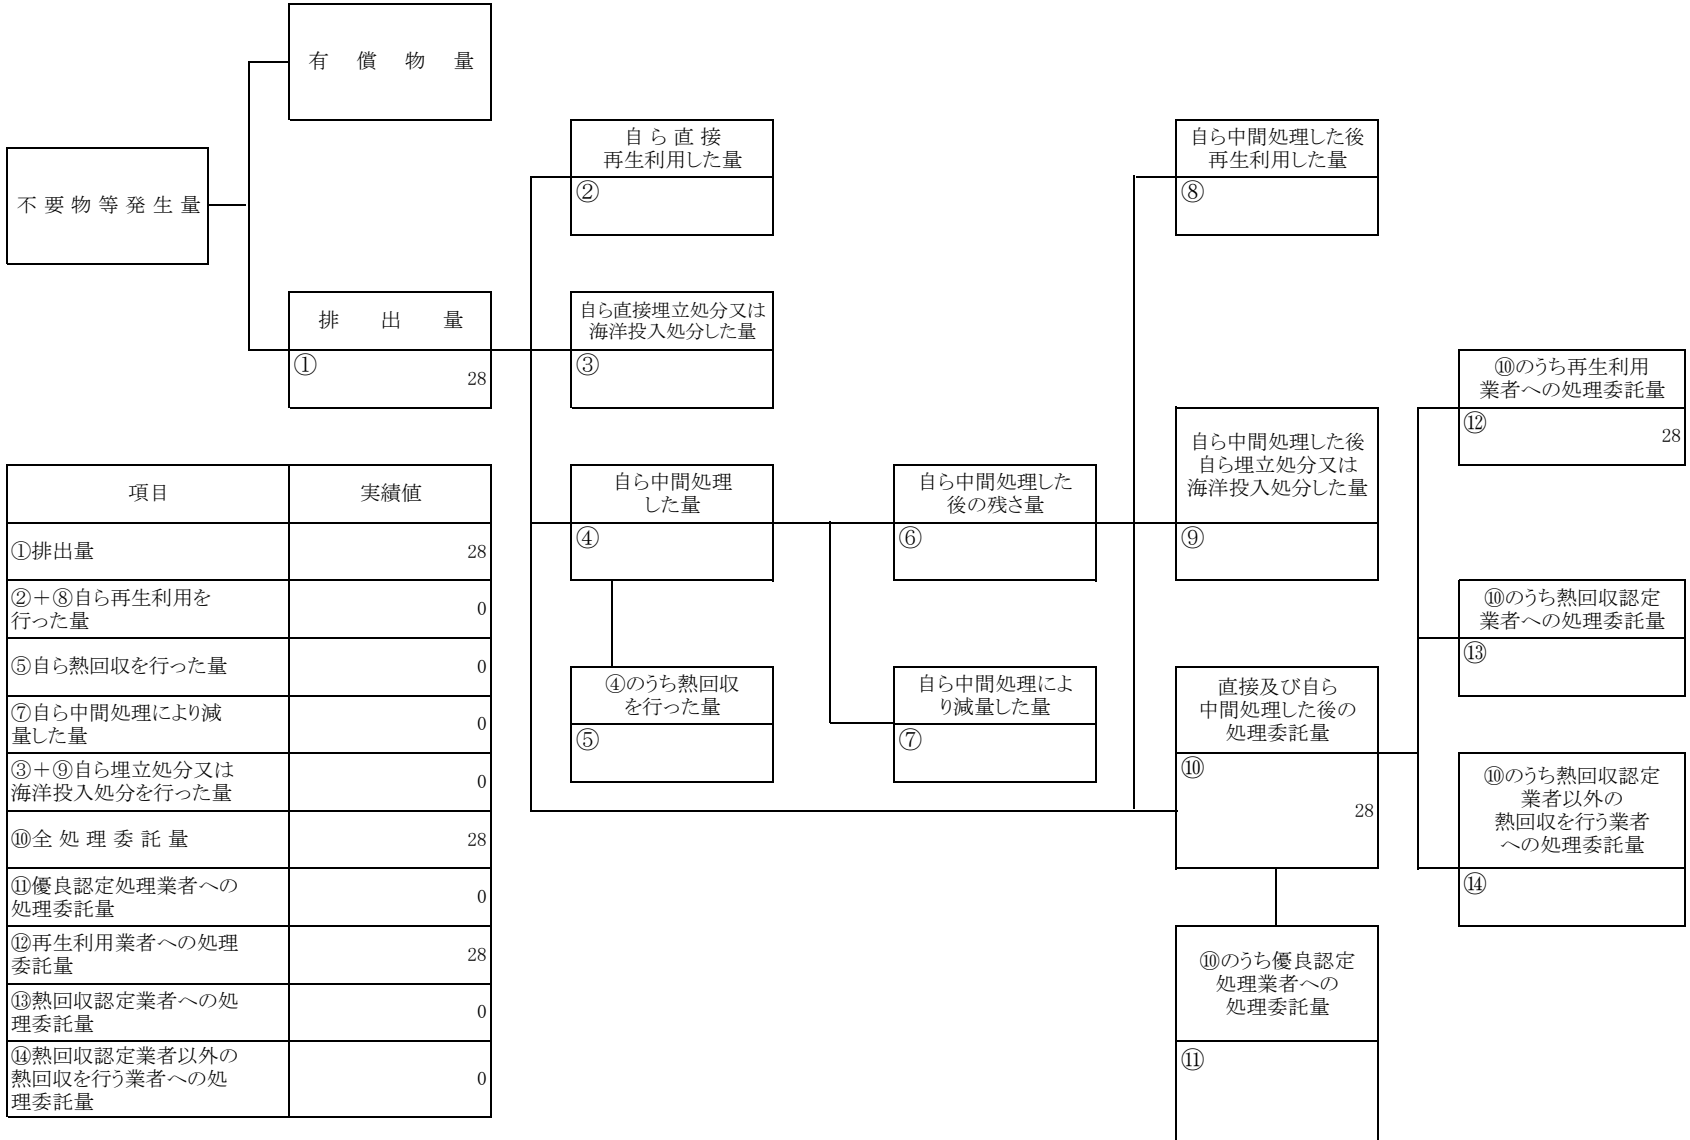 有償物量
不要物等発生量
排出量
①
28
自ら直接
再生利用した量
②
自ら直接埋立処分又は
海洋投入処分した量
③
自ら中間処理
した量
④
④のうち熱回収
を行った量
⑤
自ら中間処理した
後の残さ量
⑥
自ら中間処理によ
り減量した量
⑦
自ら中間処理した後
再生利用した量
⑧
自ら中間処理した後
自ら埋立処分又は
海洋投入処分した量
⑨
直接及び自ら
中間処理した後の
処理委託量
⑩
28
⑩のうち優良認定
処理業者への
処理委託量
⑪
⑩のうち再生利用
業者への処理委託量
⑫
28
⑩のうち熱回収認定
業者への処理委託量
⑬
⑩のうち熱回収認定
業者以外の
熱回収を行う業者
への処理委託量
⑭
項目 実績値
①排出量 28
②＋⑧自ら再生利用を
行った量 0
⑤自ら熱回収を行った量 0
⑦自ら中間処理により減
量した量 0
③＋⑨自ら埋立処分又は
海洋投入処分を行った量 0
⑩全処理委託量 28
⑪優良認定処理業者への
処理委託量 0
⑫再生利用業者への処理
委託量 28
⑬熱回収認定業者への処
理委託量 0
⑭熱回収認定業者以外の
熱回収を行う業者への処
理委託量 0